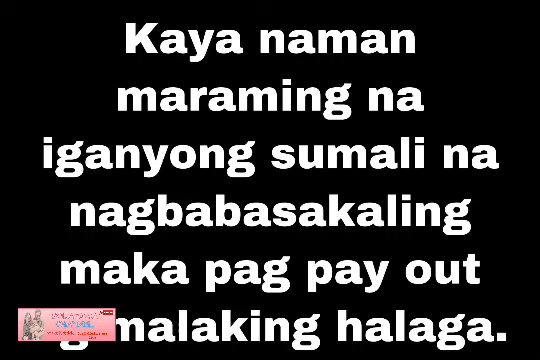 Kaya naman
maraming na
iganyong sumali na
nagbabasakaling
maka pag pay out
malaking halaga.